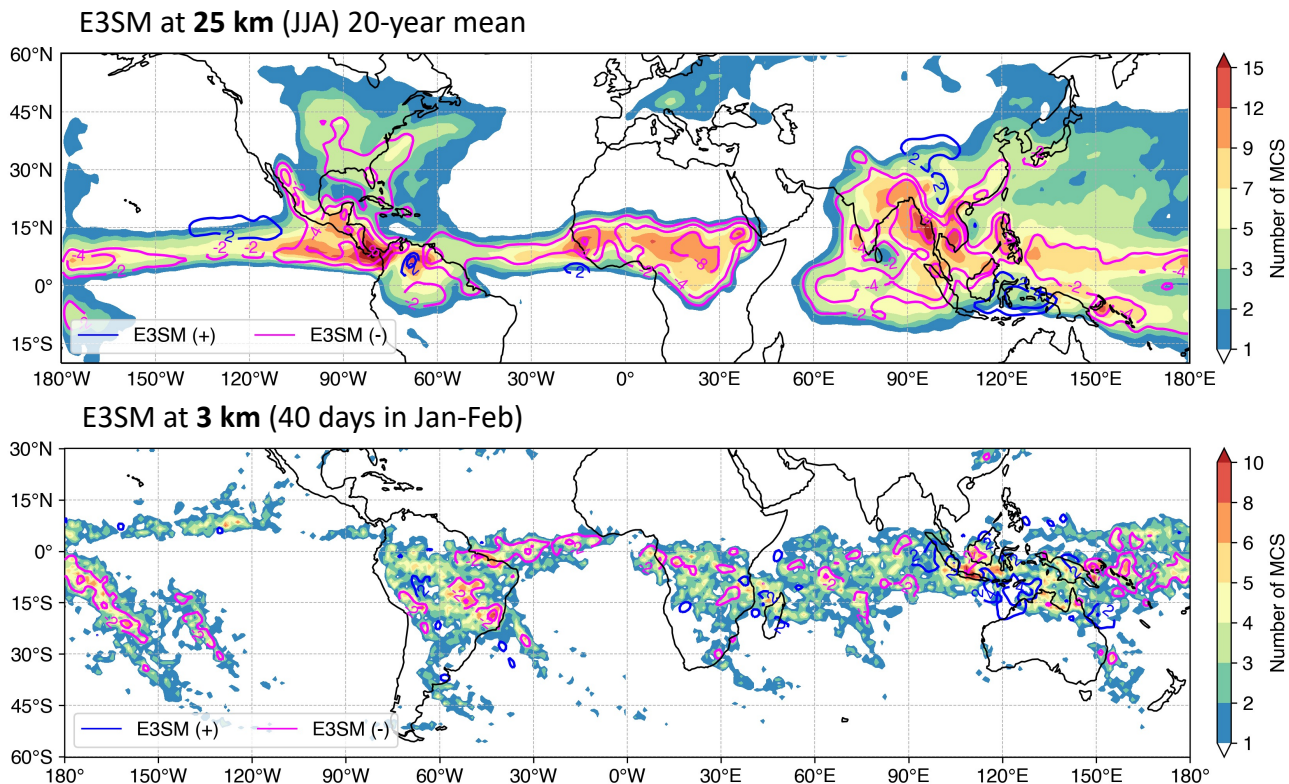 E3SM at 25 km (JJA) 20-year mean
60°N
45°N
30°N
15°N
0°
15°S
180°W 150°W 120°W 90°W 60°W 30°W 0° 30°E 60°E 90°E 120°E 150°E 180°E
E3SM (+) E3SM (-)
15
12
9
7
5
3
2
1
Number of MCS
E3SM at 3 km (40 days in Jan-Feb)
30°N
15°N
0°
15°S
30°S
45°S
60°S
180° 150°W 120°W 90°W 60°W 30°W 0°W 30°E 60°E 90°E 120°E 150°E 180°E
E3SM (+) E3SM (-)
10
8
6
5
4
3
2
1
Number of MCS